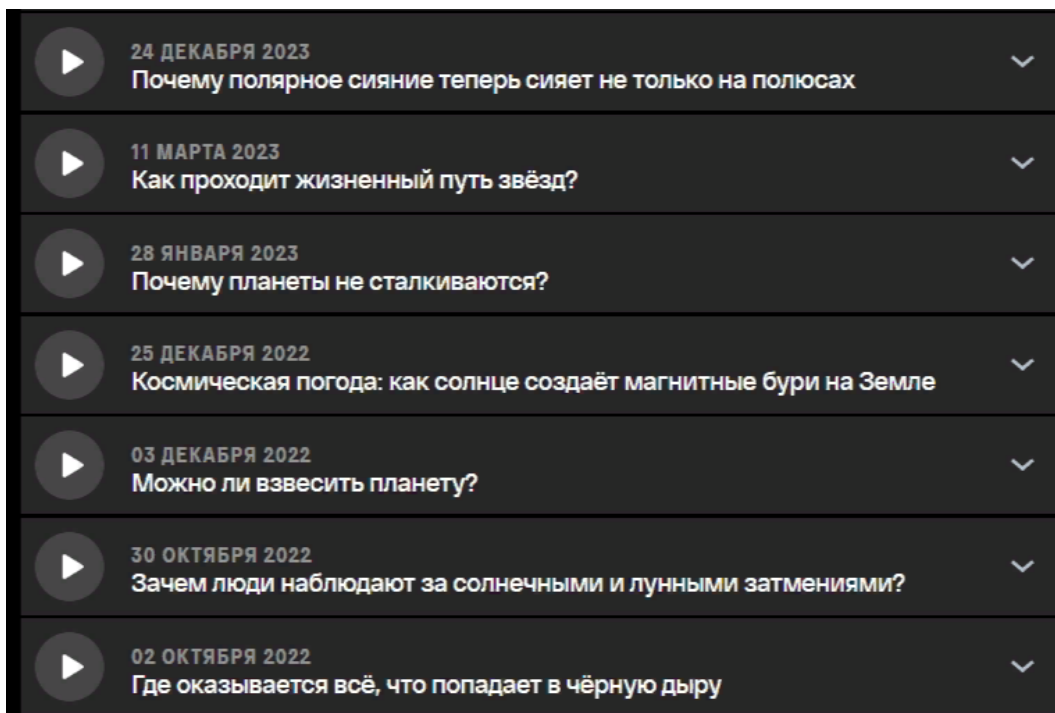 24 ДЕКАБРЯ 2023
Почему полярное сияние теперь сияет не только на полюсах
11 МАРТА 2023
Как проходит жизненный путь звёзд?
28 ЯНВАРЯ 2023
Почему планеты не сталкиваются?
25 ДЕКАБРЯ 2022
Космическая погода: как солнце создаёт магнитные бури на Земле
03 ДЕКАБРЯ 2022
Можно ли взвесить планету?
30 ОКТЯБРЯ 2022
Зачем люди наблюдают за солнечными и лунными затмениями?
02 ОКТЯБРЯ 2022
Где оказывается всё, что попадает в чёрную дыру